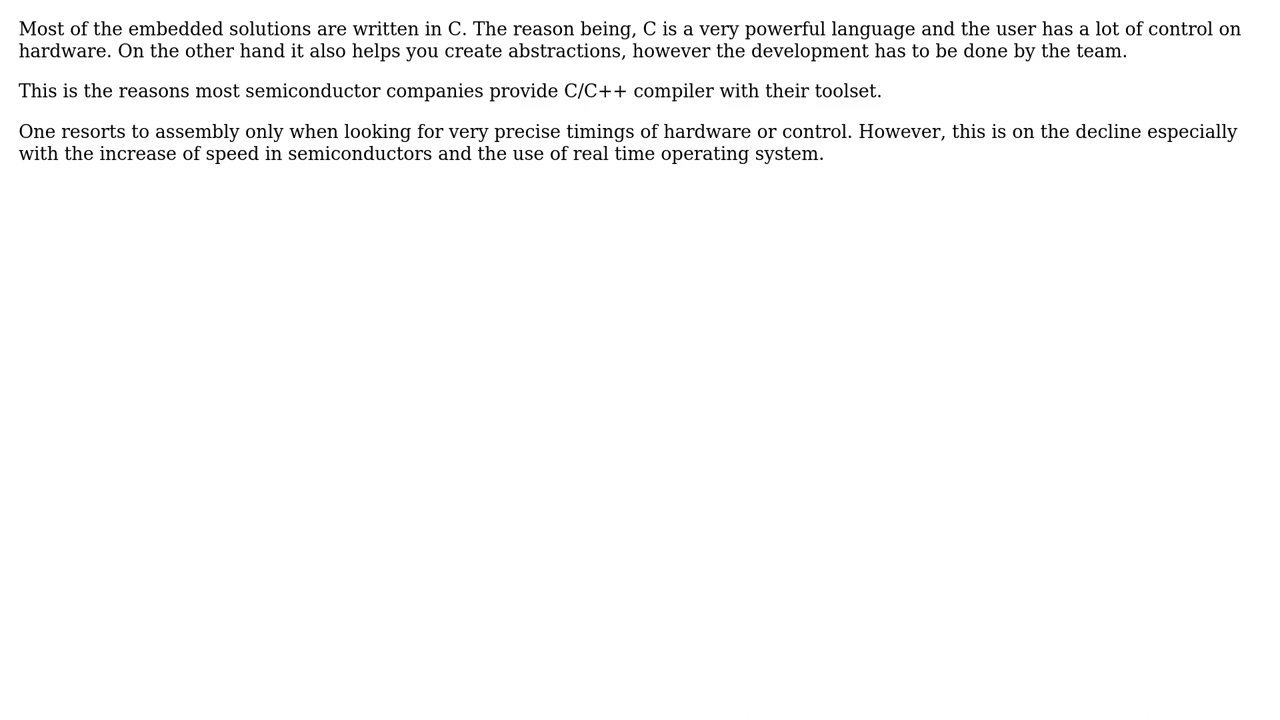 Most of the embedded solutions are written in C. The reason being, C is a very powerful language and the user has a lot of control on
hardware. On the other hand it also helps you create abstractions, however the development has to be done by the team.
This is the reasons most semiconductor companies provide C/C++ compiler with their toolset.
One resorts to assembly only when looking for very precise timings of hardware or control. However, this is on the decline especially
with the increase of speed in semiconductors and the use of real time operating system.